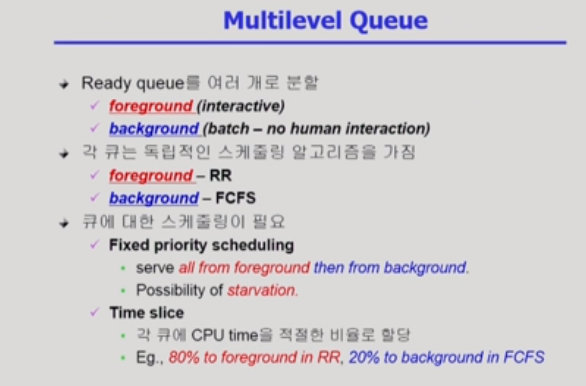 Multilevel Queue
Ready queue를 여러 개로 분할
foreground (interactive)
background (batch – no human interaction)
각 큐는 독립적인 스케줄링 알고리즘을 가짐
foreground – RR
background – FCFS
큐에 대한 스케줄링이 필요
Fixed priority scheduling
serve all from foreground then from background.
Possibility of starvation.
Time slice
각 큐에 CPU time을 적절한 비율로 할당
Eg., 80% to foreground in RR, 20% to background in FCFS